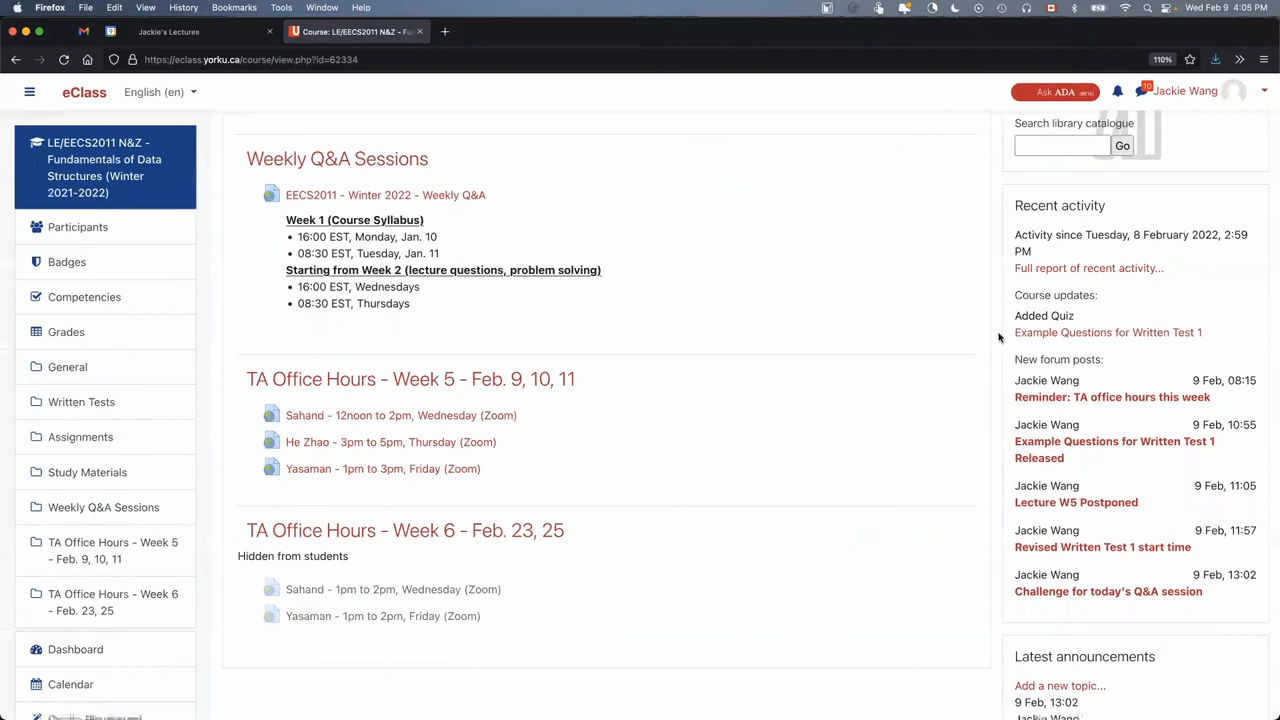 Firefox File Edit View History Bookmarks Tools Window Help
Wed Feb 9 4:05 PM
Jackie's Lectures
Course: LE/EECS2011 N&Z - Fu
https://eclass.yorku.ca/course/view.php?id=62334
110%
eClass
English (en)
Ask ADA (BETA)
10
Jackie Wang
LE/EECS2011 N&Z -
Fundamentals of Data
Structures (Winter
2021-2022)
Participants
Badges
Competencies
Grades
General
Written Tests
Assignments
Study Materials
Weekly Q&A Sessions
TA Office Hours - Week 5
- Feb. 9, 10, 11
TA Office Hours - Week 6
- Feb. 23, 25
Dashboard
Calendar
Weekly Q&A Sessions
EECS2011 - Winter 2022 - Weekly Q&A
Week 1 (Course Syllabus)
• 16:00 EST, Monday, Jan. 10
• 08:30 EST, Tuesday, Jan. 11
Starting from Week 2 (lecture questions, problem solving)
• 16:00 EST, Wednesdays
• 08:30 EST, Thursdays
TA Office Hours - Week 5 - Feb. 9, 10, 11
Sahand - 12noon to 2pm, Wednesday (Zoom)
He Zhao - 3pm to 5pm, Thursday (Zoom)
Yasaman - 1pm to 3pm, Friday (Zoom)
TA Office Hours - Week 6 - Feb. 23, 25
Hidden from students
Sahand - 1pm to 2pm, Wednesday (Zoom)
Yasaman - 1pm to 2pm, Friday (Zoom)
Search library catalogue
Go
Recent activity
Activity since Tuesday, 8 February 2022, 2:59
PM
Full report of recent activity...
Course updates:
Added Quiz
Example Questions for Written Test 1
New forum posts:
Jackie Wang 9 Feb, 08:15
Reminder: TA office hours this week
Jackie Wang 9 Feb, 10:55
Example Questions for Written Test 1
Released
Jackie Wang 9 Feb, 11:05
Lecture W5 Postponed
Jackie Wang 9 Feb, 11:57
Revised Written Test 1 start time
Jackie Wang 9 Feb, 13:02
Challenge for today's Q&A session
Latest announcements
Add a new topic...
9 Feb, 13:02
Jackie Wang